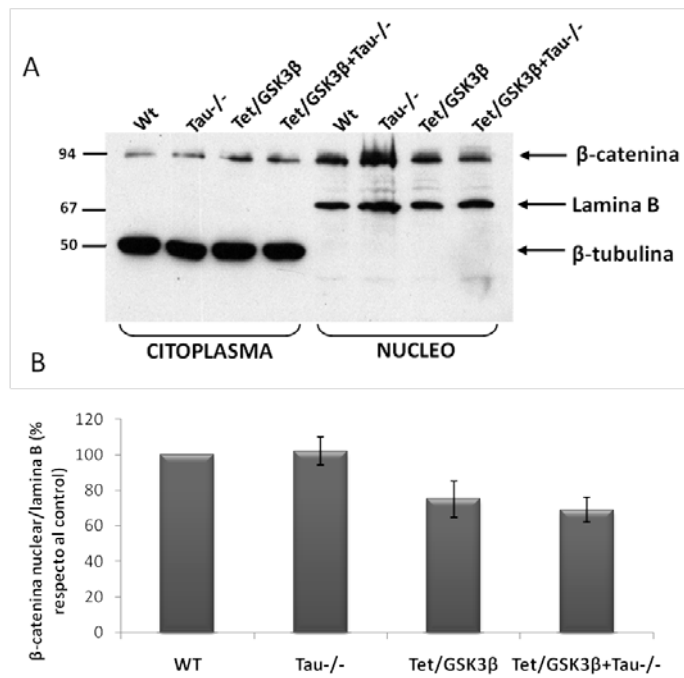 A
Wt
Tau-/-
Tet/GSK3β
Tet/GSK3β+Tau-/-
Wt
Tau-/-
Tet/GSK3β
Tet/GSK3β+Tau-/-
94
β-catenina
67
Lamina B
50
β-tubulina
CITOPLASMA
NUCLEO
B
β-catenina nuclear/lamina B (%
respecto al control)
120
100
80
60
40
20
0
WT
Tau-/-
Tet/GSK3β
Tet/GSK3β+Tau-/-